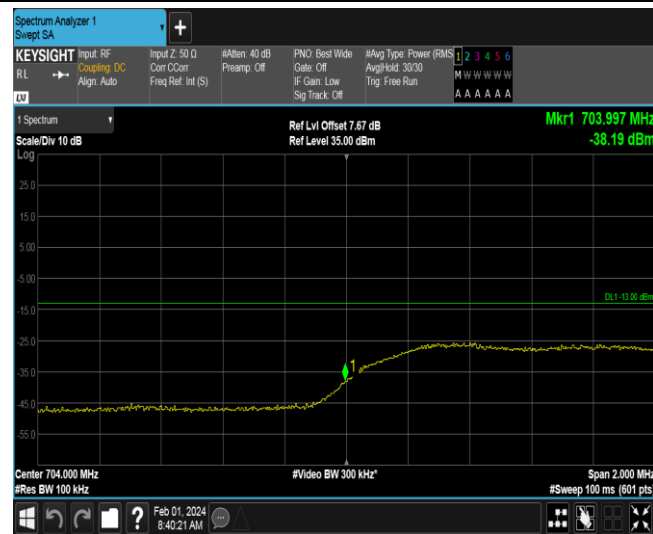 Spectrum Analyzer 1
Swept SA
+
KEYSIGHT Input: RF Input Z: 50 Ω #Atten: 40 dB PNO: Best Wide #Avg Type: Power (RMS 1 2 3 4 5 6
RL Coupling: DC Corr CCorr Preamp: Off Gate: Off Avg|Hold: 30/30 M W W W W W
Align: Auto Freq Ref: Int (S) IF Gain: Low Trig: Free Run
LXI Sig Track: Off A A A A A A
1 Spectrum Ref Lvl Offset 7.67 dB Mkr1 703.997 MHz
Scale/Div 10 dB Ref Level 35.00 dBm -38.19 dBm
Log
25.0
15.0
5.00
-5.00
DL1 -13.00 dBm
-15.0
-25.0
1
-35.0
-45.0
-55.0
Center 704.000 MHz #Video BW 300 kHz* Span 2.000 MHz
#Res BW 100 kHz #Sweep 100 ms (601 pts)
? Feb 01, 2024
8:40:21 AM